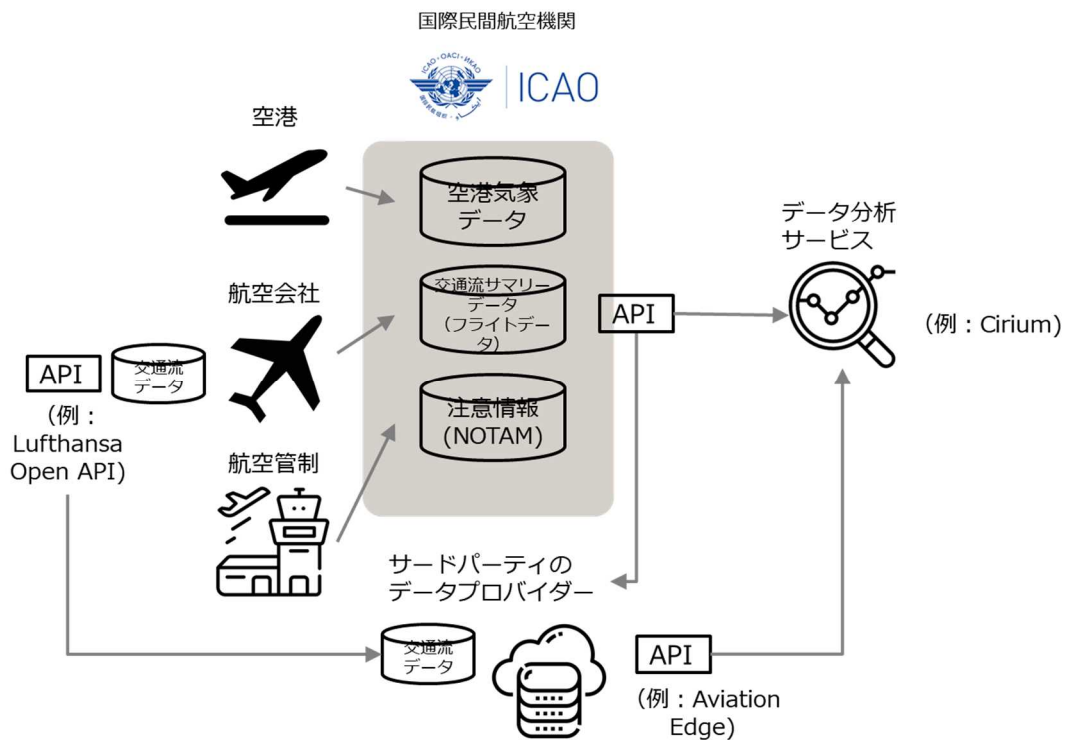 国際民間航空機関
ICAO・OACI・ИКАО
ICAO
空港
空港気象
データ
データ分析
サービス
航空会社
交通流サマリー
データ
(フライトデー
タ)
API
(例：Cirium)
API
交通流
データ
(例：
Lufthansa
Open API)
注意情報
(NOTAM)
航空管制
サードパーティの
データプロバイダー
交通流
データ
API
(例：Aviation
Edge)